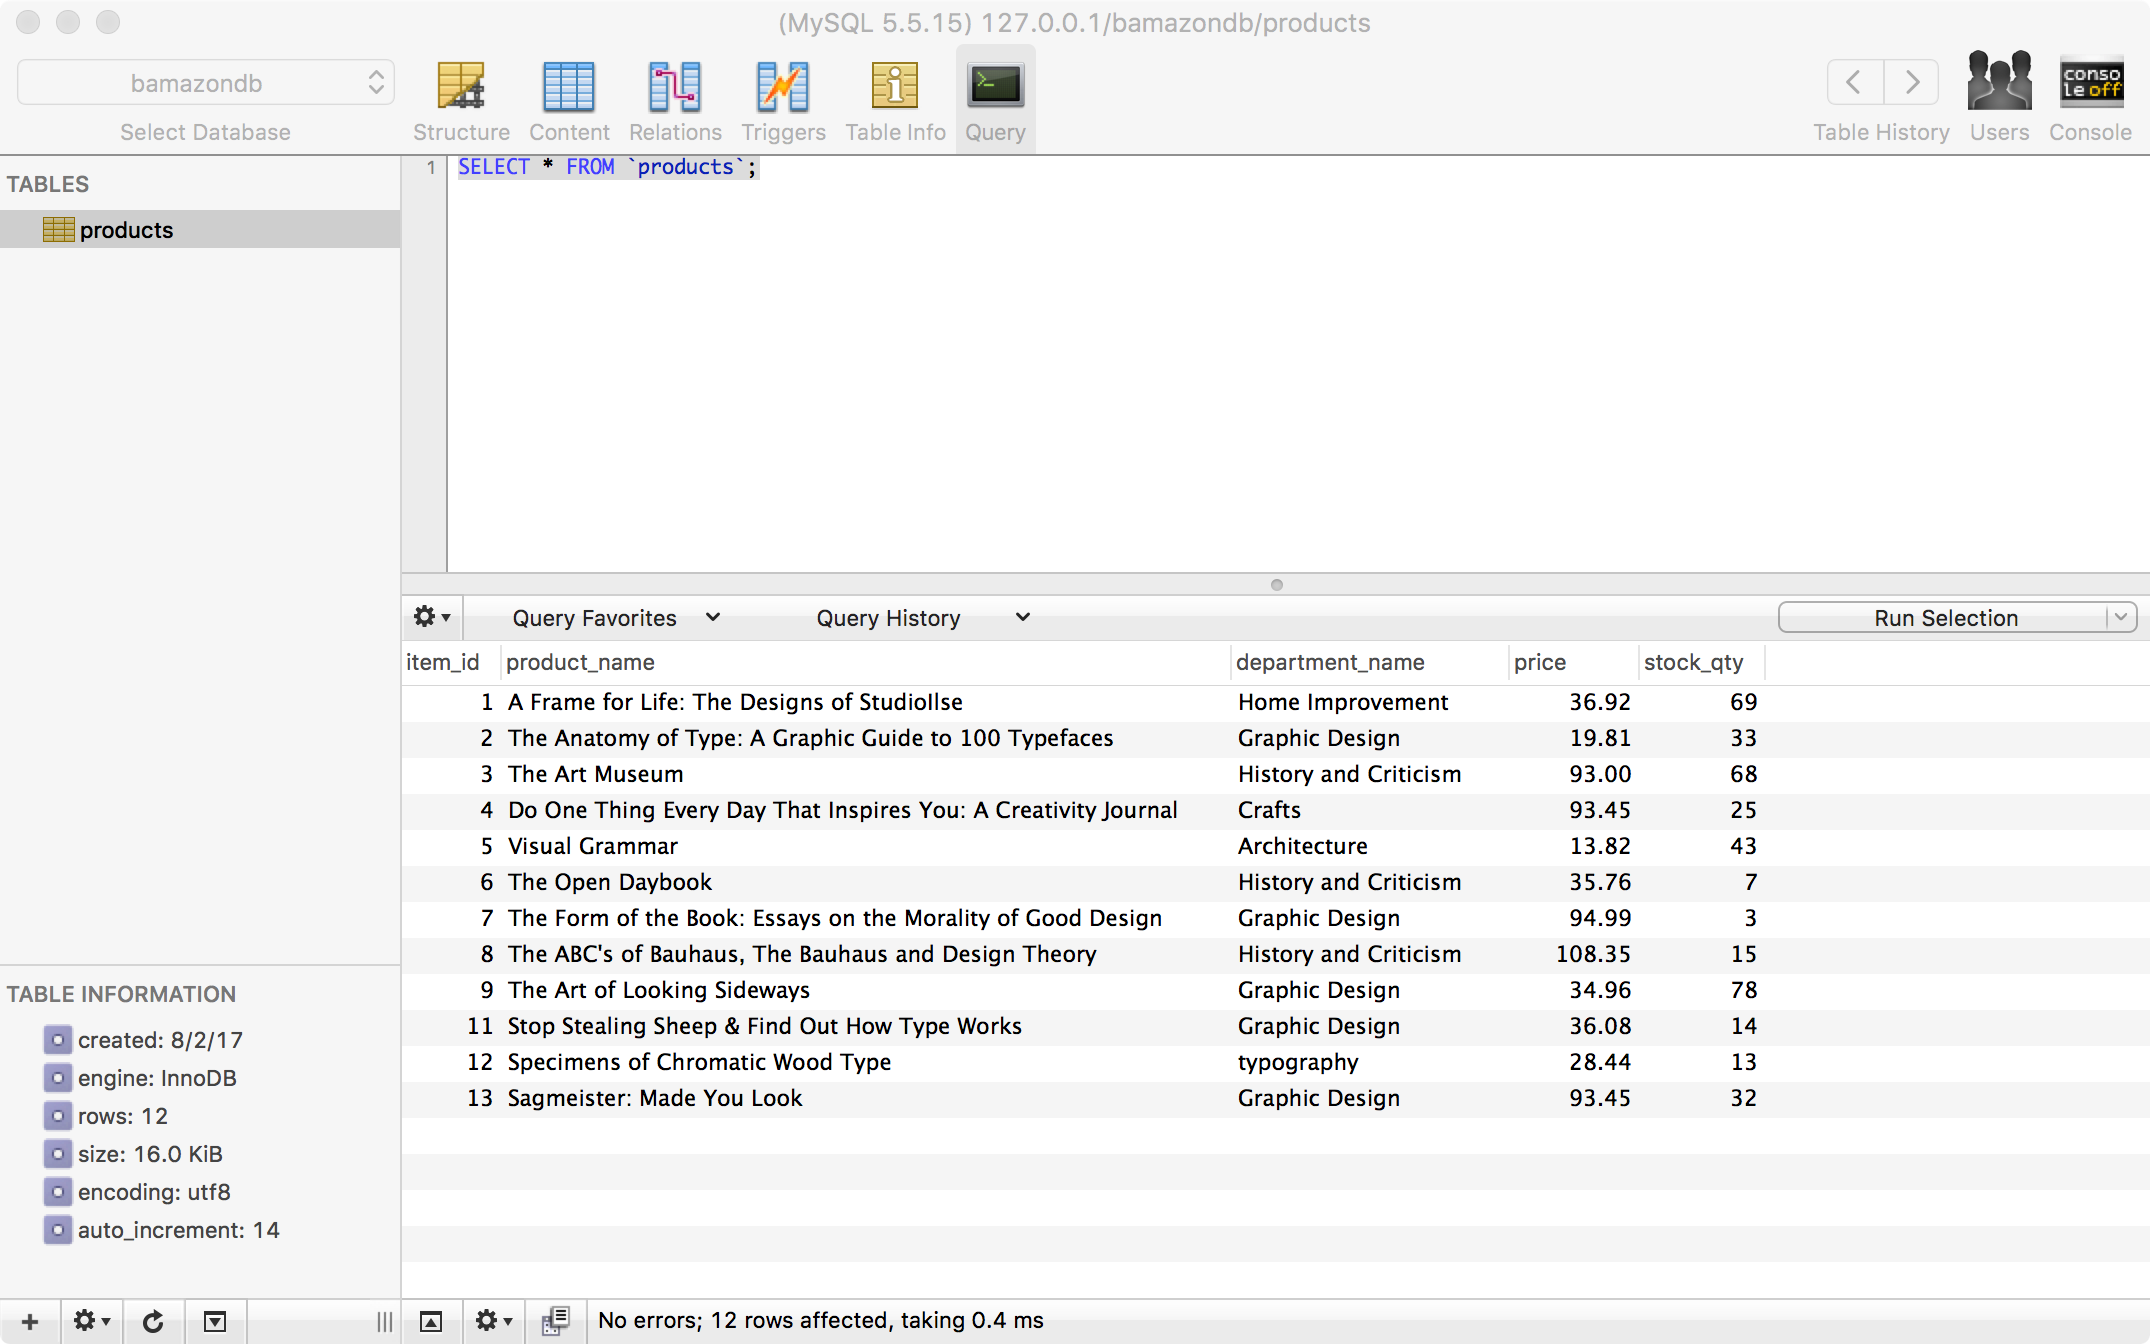 (MySQL 5.5.15) 127.0.0.1/bamazondb/products
bamazondb
Select Database
Structure Content Relations Triggers Table Info Query
Table History Users Console
conso
le off
TABLES
products
1 SELECT * FROM `products`;
Query Favorites Query History Run Selection
item_id product_name department_name price stock_qty
1 A Frame for Life: The Designs of Studiollse Home Improvement 36.92 69
2 The Anatomy of Type: A Graphic Guide to 100 Typefaces Graphic Design 19.81 33
3 The Art Museum History and Criticism 93.00 68
4 Do One Thing Every Day That Inspires You: A Creativity Journal Crafts 93.45 25
5 Visual Grammar Architecture 13.82 43
6 The Open Daybook History and Criticism 35.76 7
7 The Form of the Book: Essays on the Morality of Good Design Graphic Design 94.99 3
8 The ABC's of Bauhaus, The Bauhaus and Design Theory History and Criticism 108.35 15
9 The Art of Looking Sideways Graphic Design 34.96 78
11 Stop Stealing Sheep & Find Out How Type Works Graphic Design 36.08 14
12 Specimens of Chromatic Wood Type typography 28.44 13
13 Sagmeister: Made You Look Graphic Design 93.45 32
TABLE INFORMATION
created: 8/2/17
engine: InnoDB
rows: 12
size: 16.0 KiB
encoding: utf8
auto_increment: 14
No errors; 12 rows affected, taking 0.4 ms